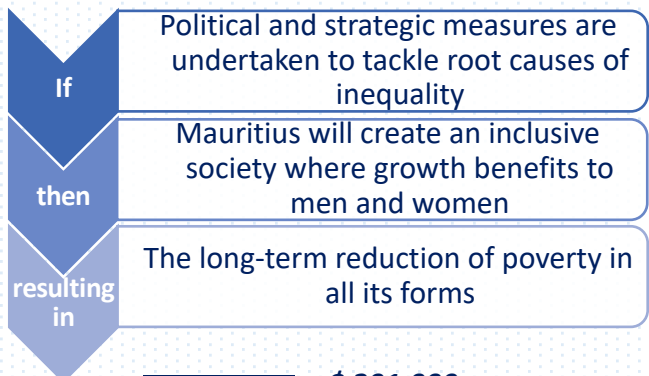 Political and strategic measures are
undertaken to tackle root causes of
inequality
If
Mauritius will create an inclusive
society where growth benefits to
men and women
then
The long-term reduction of poverty in
all its forms
resulting
in